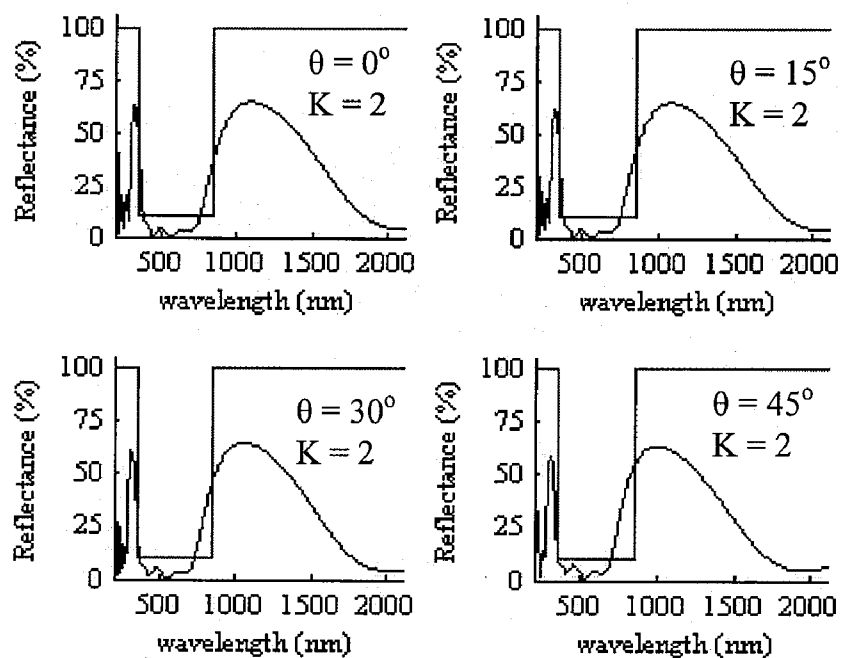 Reflectance (%)
100
75
50
25
0
θ = 0°
K = 2
500 1000 1500 2000
wavelength (nm)
Reflectance (%)
100
75
50
25
0
θ = 15°
K = 2
500 1000 1500 2000
wavelength (nm)
Reflectance (%)
100
75
50
25
0
θ = 30°
K = 2
500 1000 1500 2000
wavelength (nm)
Reflectance (%)
100
75
50
25
0
θ = 45°
K = 2
500 1000 1500 2000
wavelength (nm)